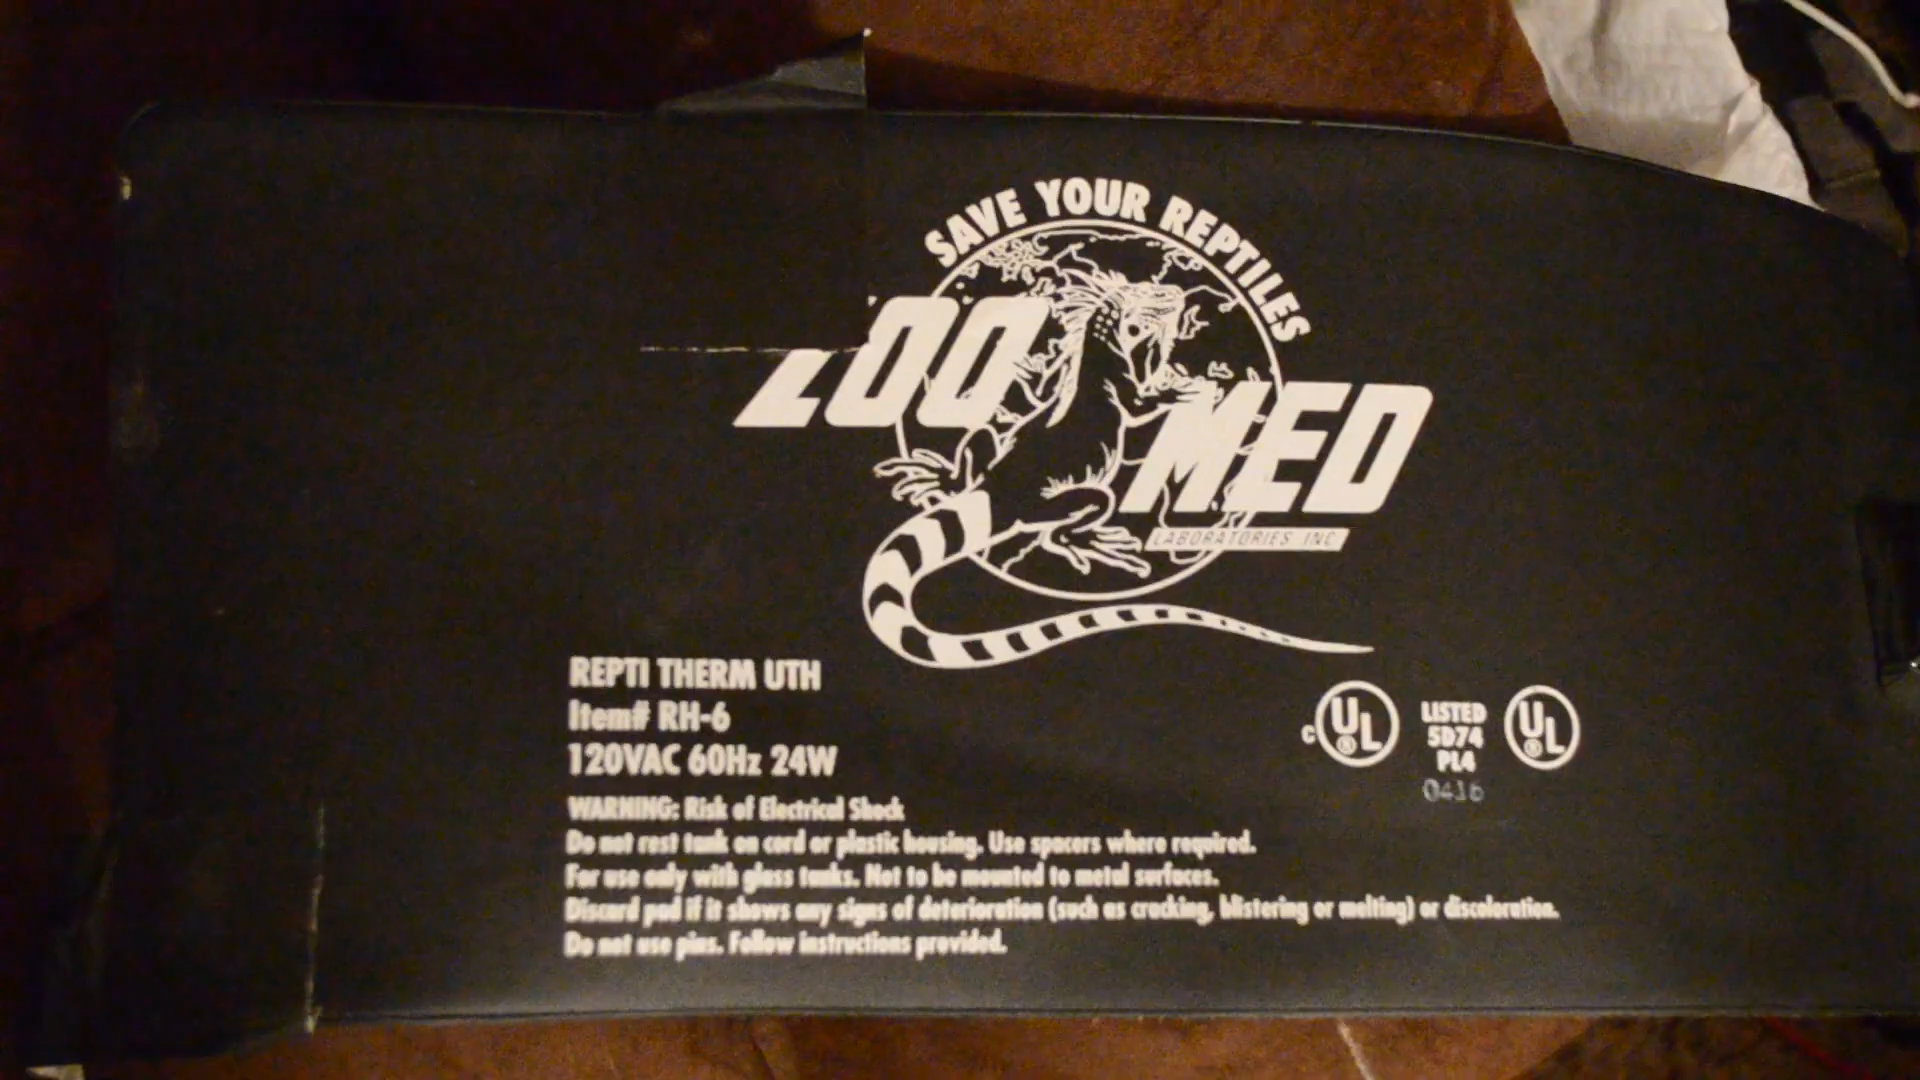 SAVE YOUR REPTILES
ZOO MED
LABORATORIES INC
REPTI THERM UTH
Item# RH-6
120VAC 60Hz 24W
c UL ® LISTED UL ®
5D74
PL4
0416
WARNING: Risk of Electrical Shock
Do not rest tank on cord or plastic housing. Use spacers where required.
For use only with glass tanks. Not to be mounted to metal surfaces.
Discard pad if it shows any signs of deterioration (such as cracking, blistering or melting) or discoloration.
Do not use pins. Follow instructions provided.